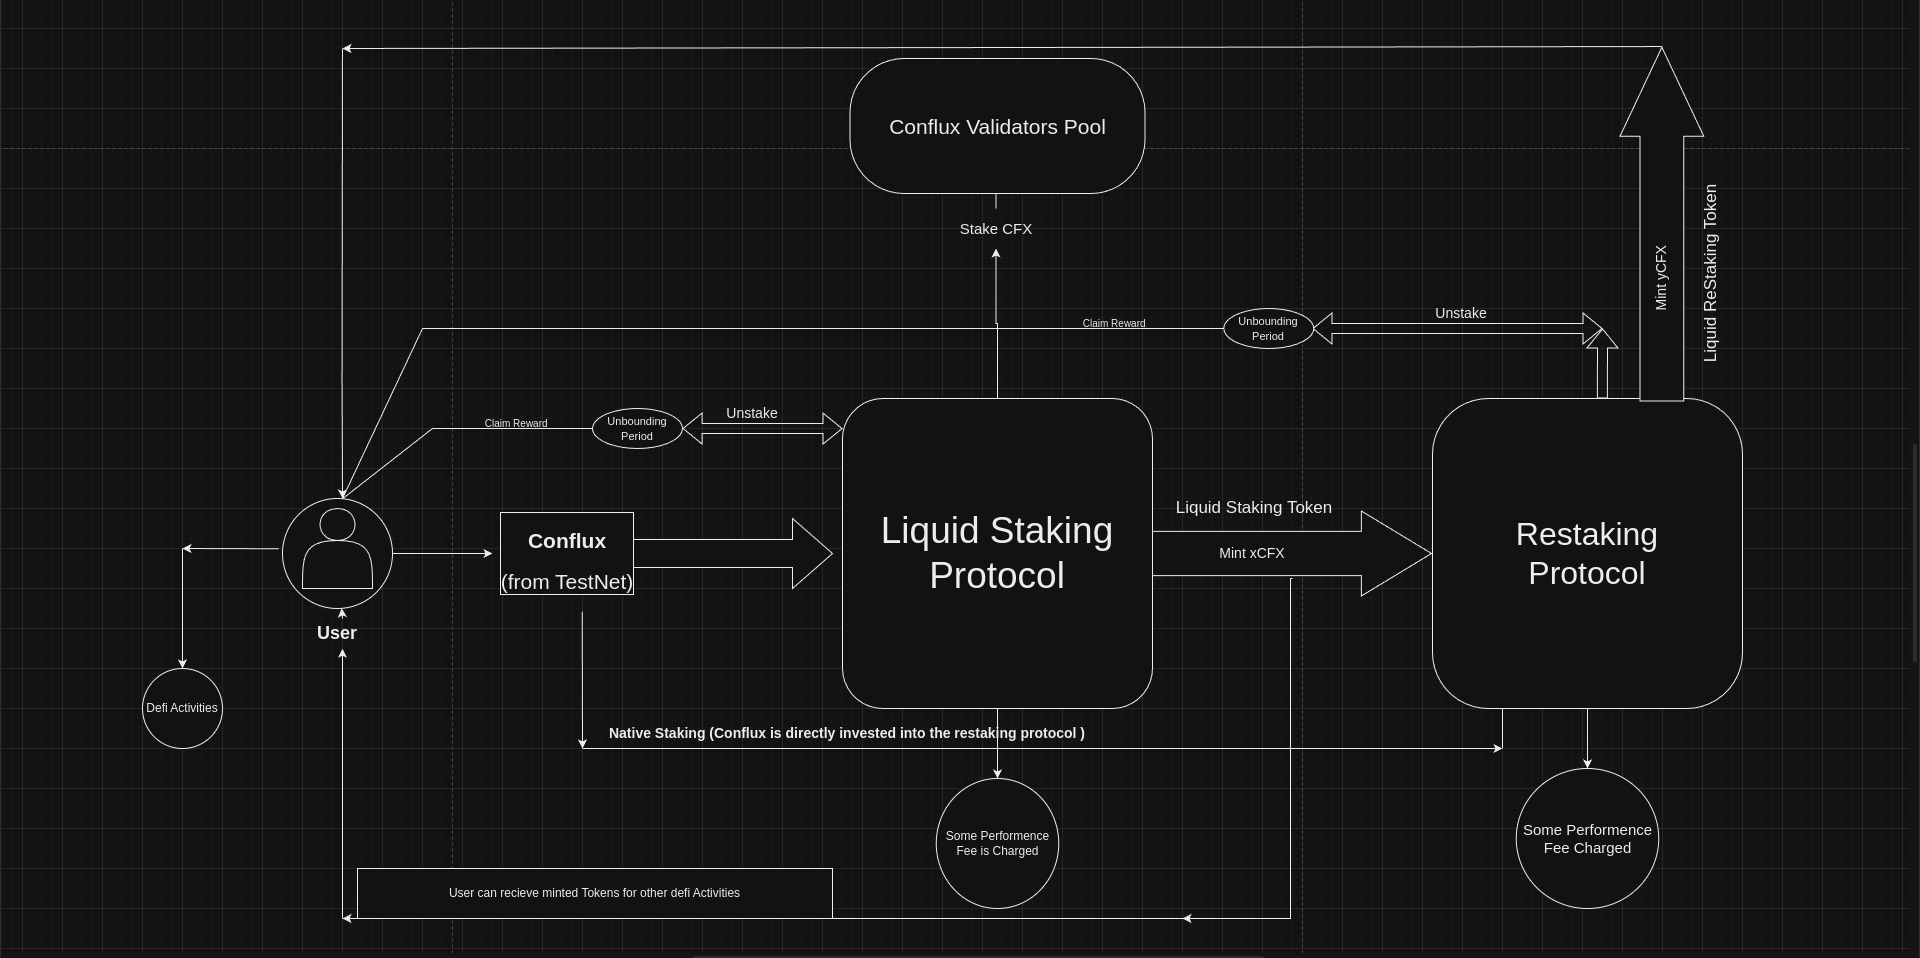 Conflux Validators Pool
Stake CFX
Mint yCFX
Liquid ReStaking Token
Claim Reward
Unbounding
Period
Unstake
Claim Reward
Unbounding
Period
Unstake
Conflux
(from TestNet)
Liquid Staking
Protocol
Liquid Staking Token
Mint xCFX
Restaking
Protocol
User
Defi Activities
Native Staking (Conflux is directly invested into the restaking protocol )
Some Performence
Fee is Charged
Some Performence
Fee Charged
User can recieve minted Tokens for other defi Activities